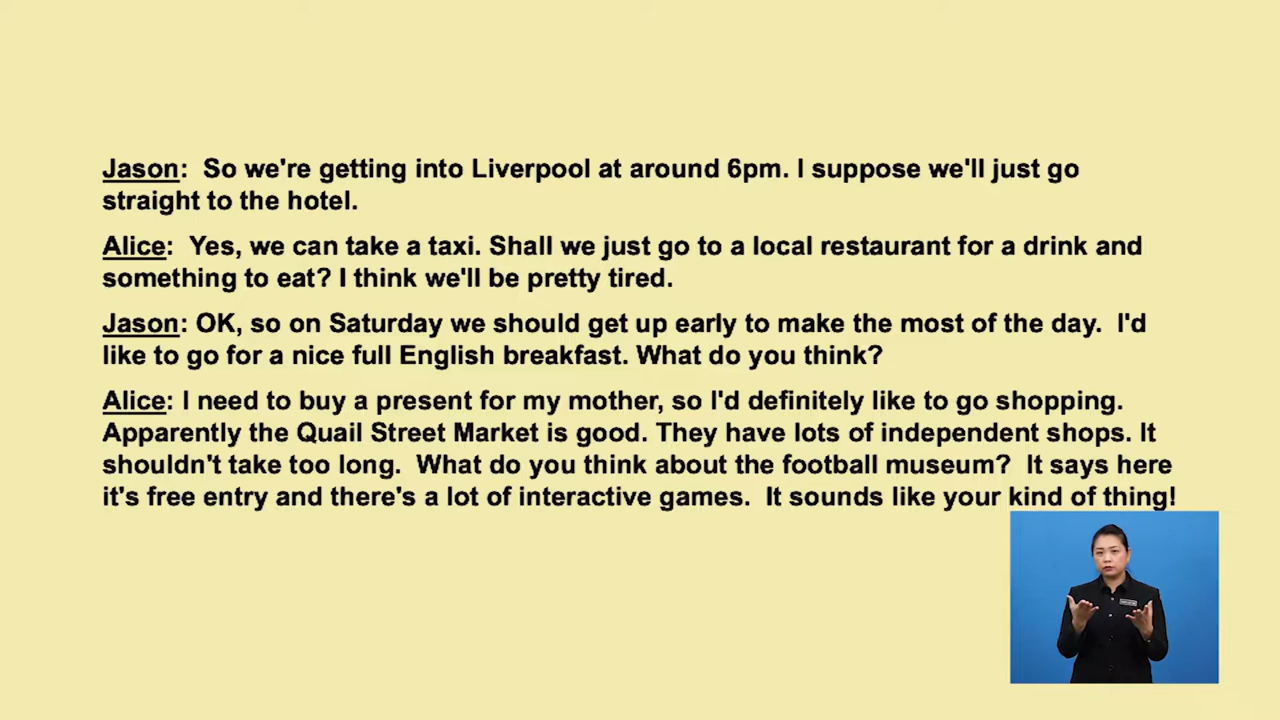 Jason:  So we're getting into Liverpool at around 6pm. I suppose we'll just go
straight to the hotel.
Alice:  Yes, we can take a taxi. Shall we just go to a local restaurant for a drink and
something to eat? I think we'll be pretty tired.
Jason: OK, so on Saturday we should get up early to make the most of the day.  I'd
like to go for a nice full English breakfast. What do you think?
Alice: I need to buy a present for my mother, so I'd definitely like to go shopping.
Apparently the Quail Street Market is good. They have lots of independent shops. It
shouldn't take too long.  What do you think about the football museum?  It says here
it's free entry and there's a lot of interactive games.  It sounds like your kind of thing!